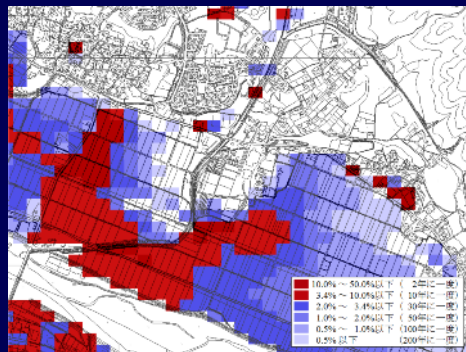 10.0% ～ 50.0%以下 ( 2年に一度)
3.4% ～ 10.0%以下 ( 10年に一度)
2.0% ～ 3.4%以下 ( 30年に一度)
1.0% ～ 2.0%以下 ( 50年に一度)
0.5% ～ 1.0%以下 (100年に一度)
0.5% 以下 (200年に一度)